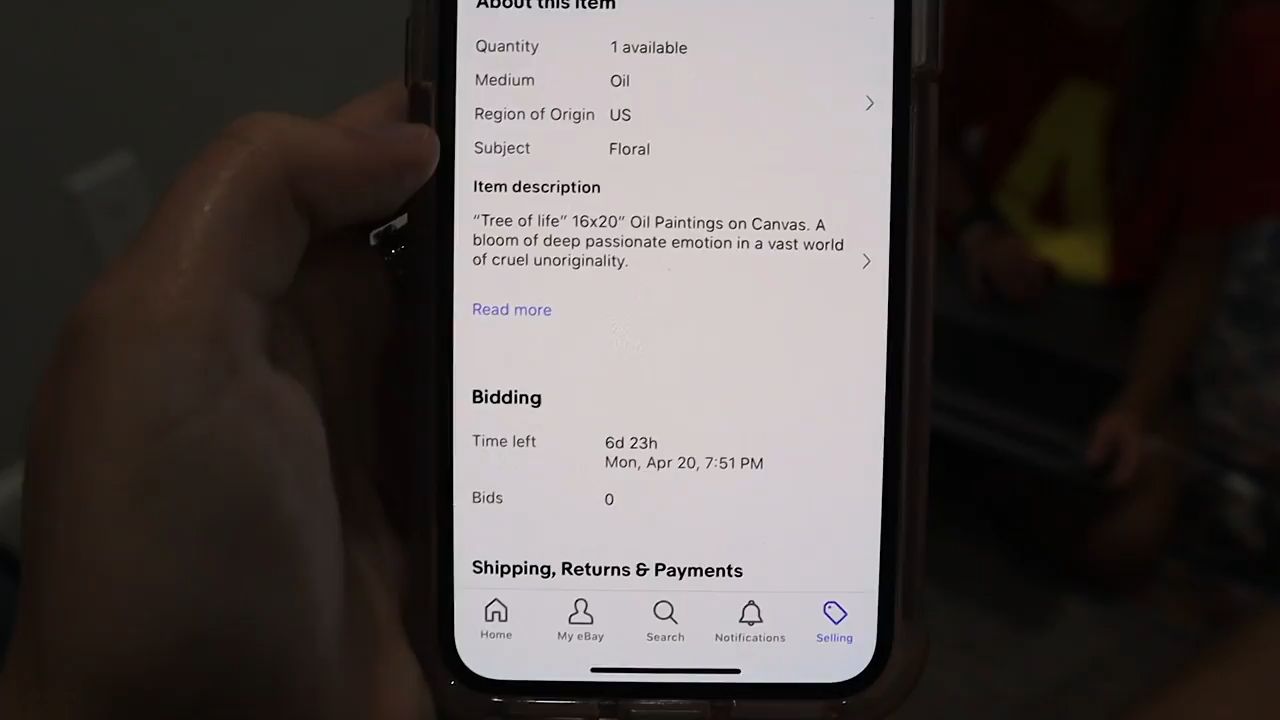 About this item
Quantity 1 available
Medium Oil
Region of Origin US
Subject Floral
Item description
“Tree of life” 16x20” Oil Paintings on Canvas. A
bloom of deep passionate emotion in a vast world
of cruel unoriginality.
Read more
Bidding
Time left 6d 23h
Mon, Apr 20, 7:51 PM
Bids 0
Shipping, Returns & Payments
Home My eBay Search Notifications Selling